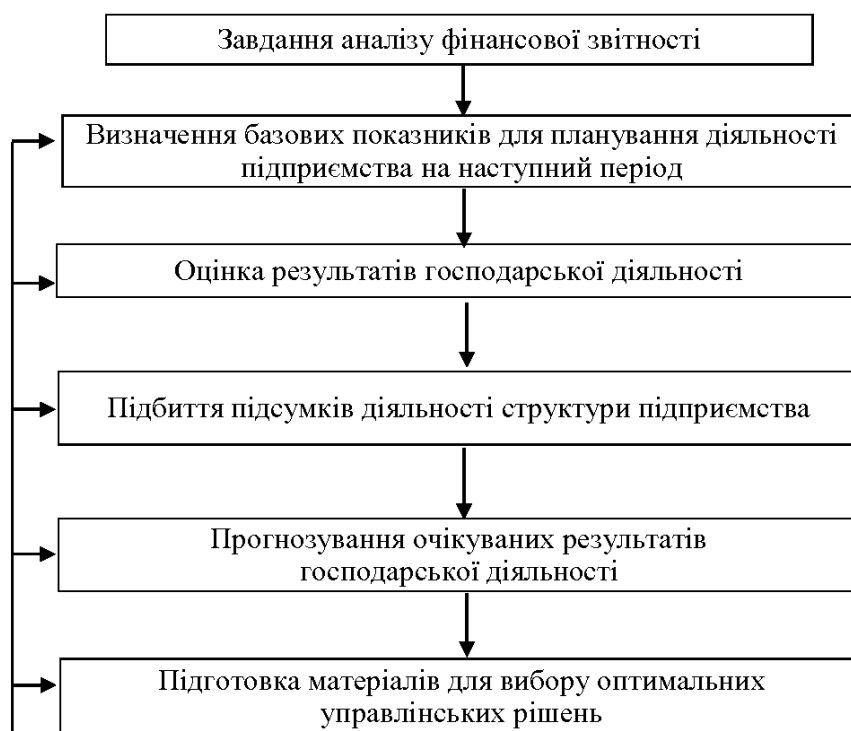 Завдання аналізу фінансової звітності
Визначення базових показників для планування діяльності
підприємства на наступний період
Оцінка результатів господарської діяльності
Підбиття підсумків діяльності структури підприємства
Прогнозування очікуваних результатів
господарської діяльності
Підготовка матеріалів для вибору оптимальних
управлінських рішень